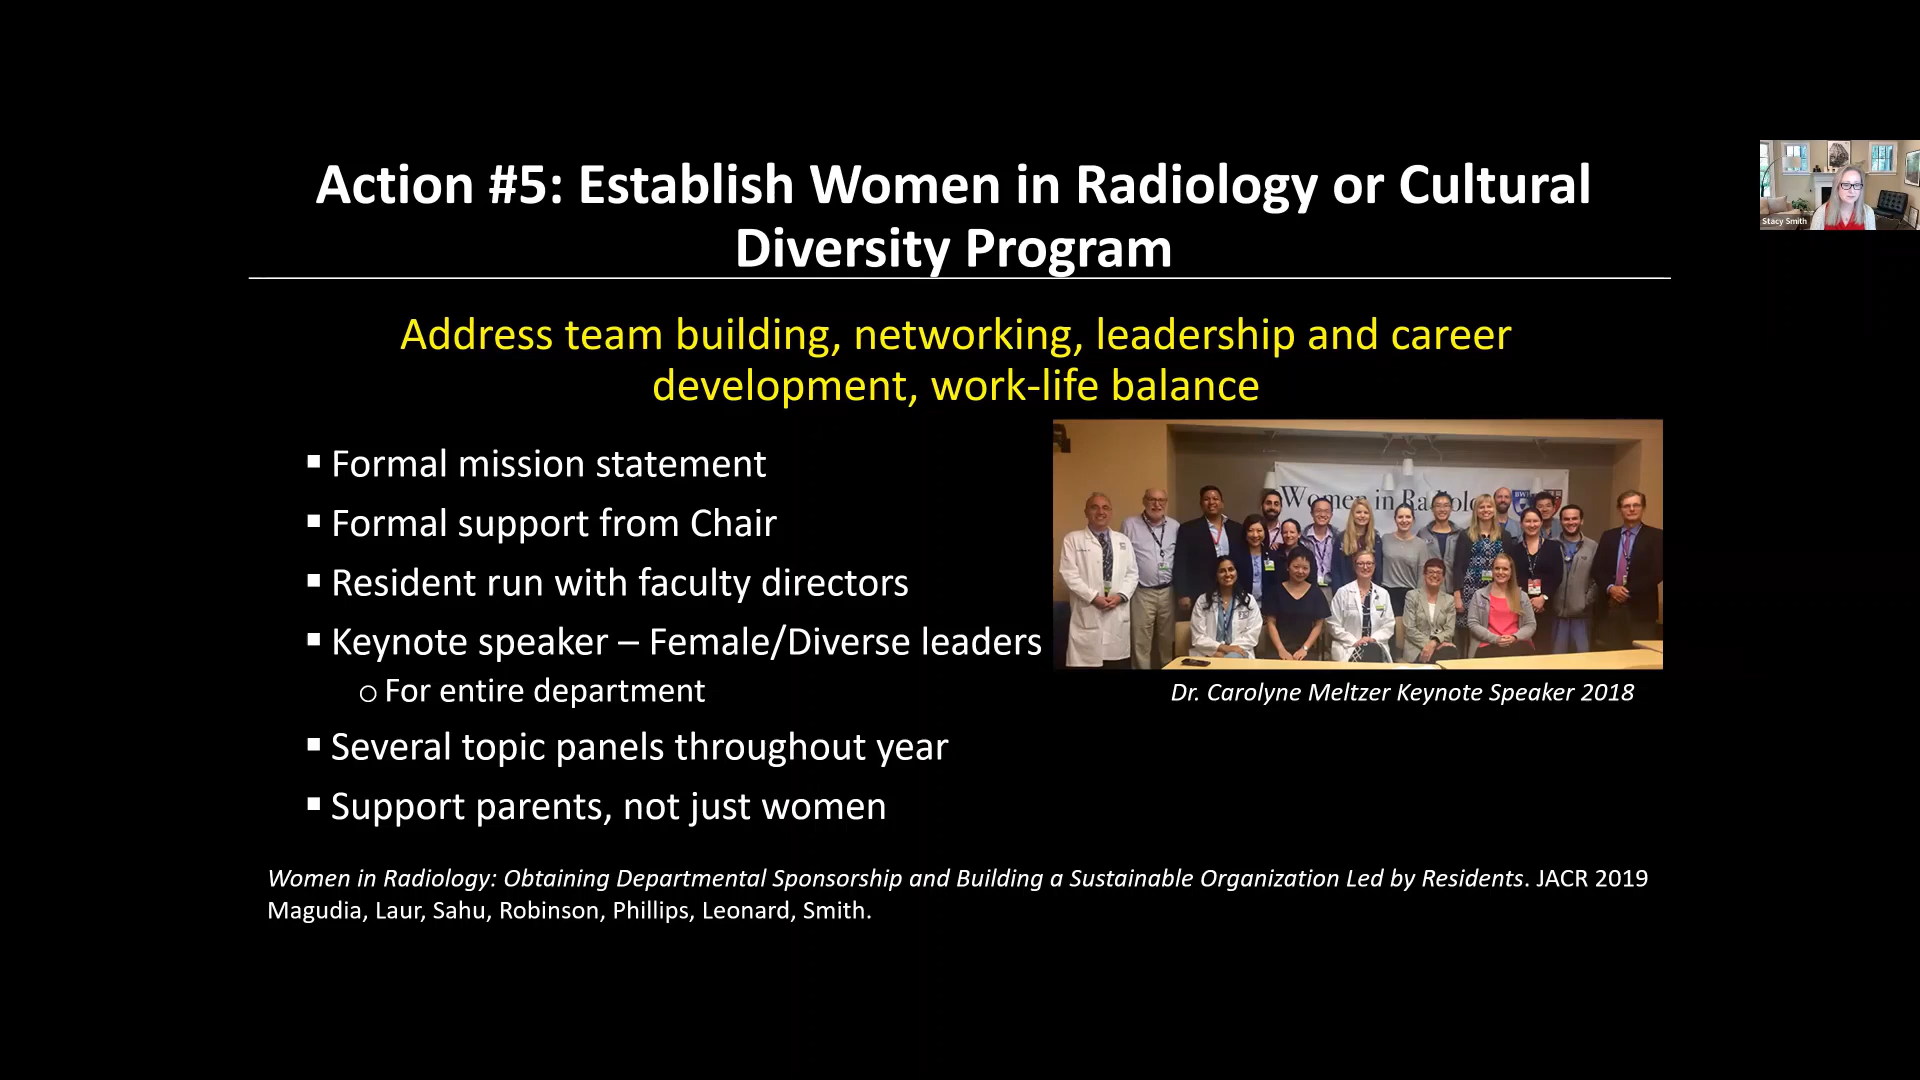 Action #5: Establish Women in Radiology or Cultural
Diversity Program
Stacy Smith
Address team building, networking, leadership and career
development, work-life balance
▪ Formal mission statement
▪ Formal support from Chair
▪ Resident run with faculty directors
▪ Keynote speaker – Female/Diverse leaders
o For entire department
▪ Several topic panels throughout year
▪ Support parents, not just women
Women in Radiolo
BWH
Dr. Carolyne Meltzer Keynote Speaker 2018
Women in Radiology: Obtaining Departmental Sponsorship and Building a Sustainable Organization Led by Residents. JACR 2019
Magudia, Laur, Sahu, Robinson, Phillips, Leonard, Smith.